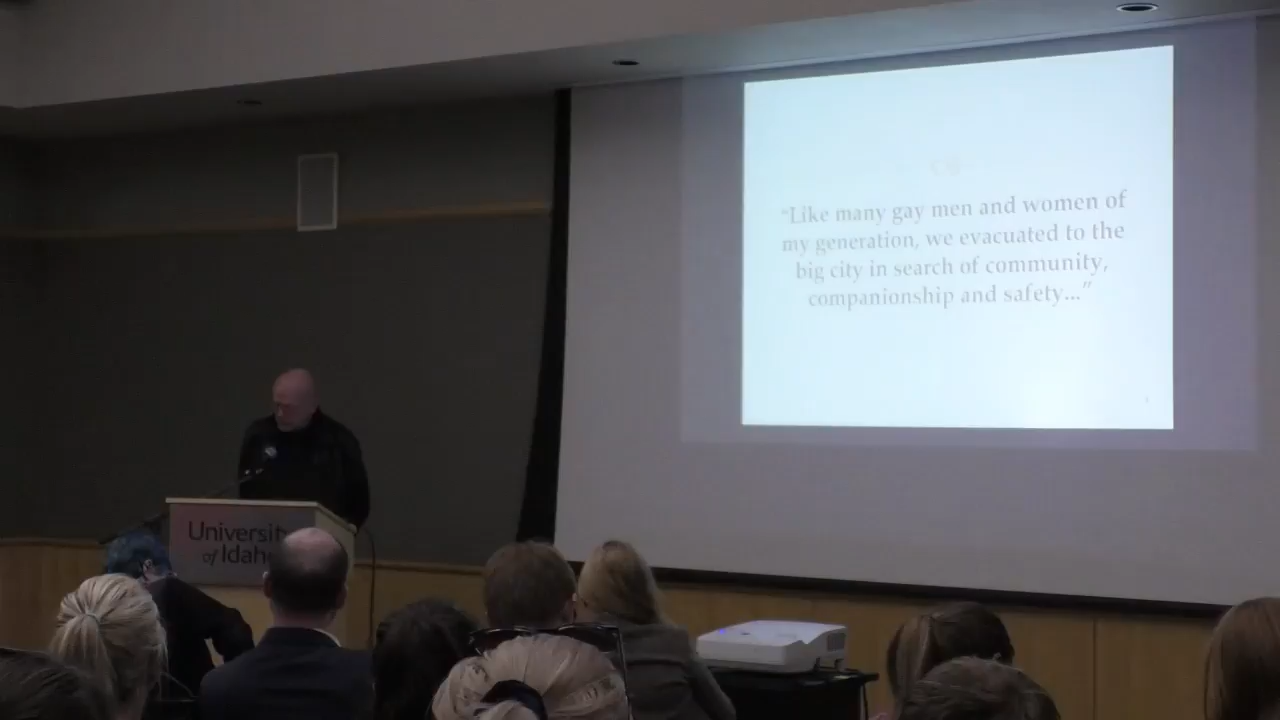 “Like many gay men and women of
my generation, we evacuated to the
big city in search of community,
companionship and safety...”
University
of Idaho